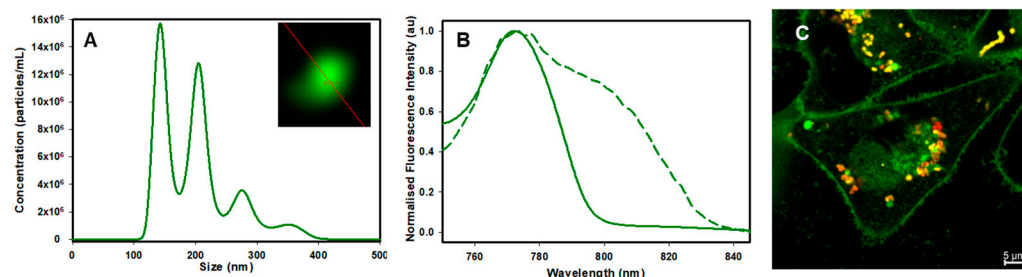 A
Concentration (particles/mL)
16x10⁶
14x10⁶
12x10⁶
10x10⁶
8x10⁶
6x10⁶
4x10⁶
2x10⁶
0
0 100 200 300 400 500
Size (nm)
B
Normalised Fluorescence Intensity (au)
1.0
0.8
0.6
0.4
0.2
0.0
760 780 800 820 840
Wavelength (nm)
C
5 µm